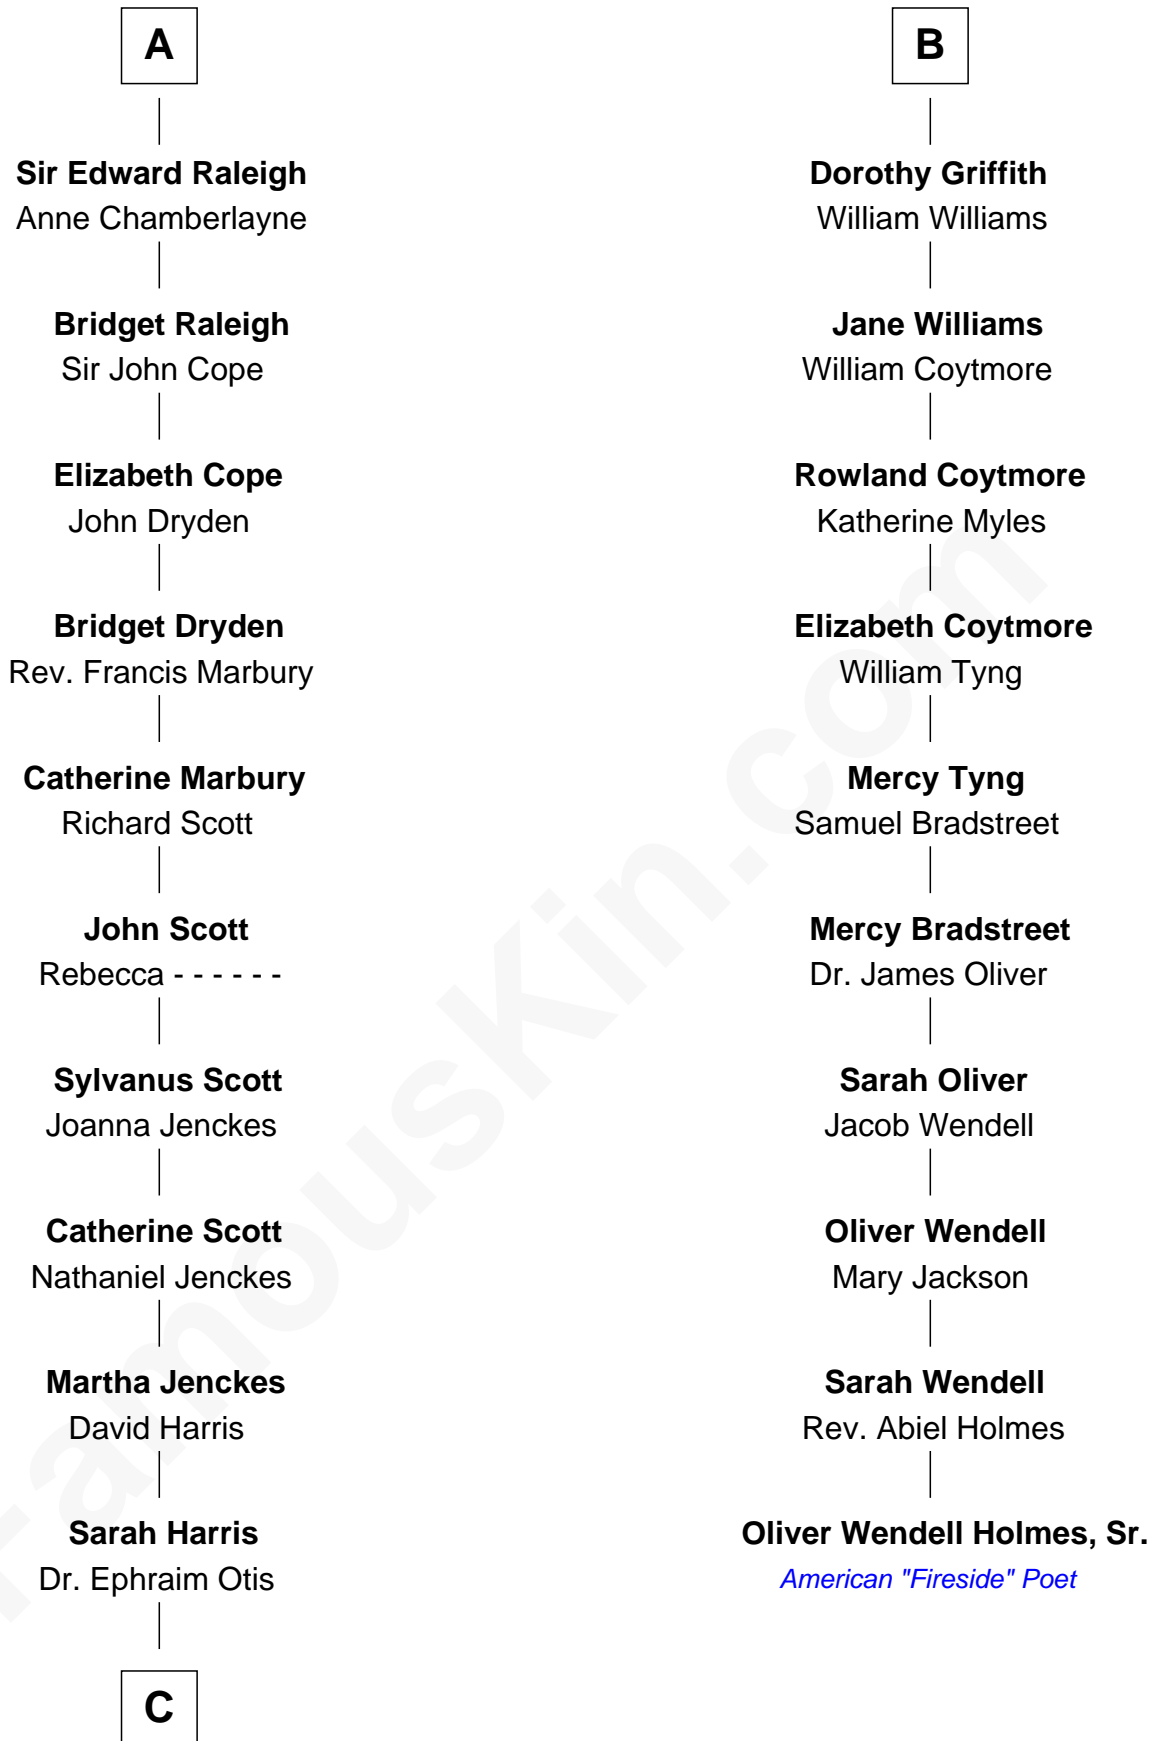 A
Sir Edward Raleigh
Anne Chamberlayne
Bridget Raleigh
Sir John Cope
Elizabeth Cope
John Dryden
Bridget Dryden
Rev. Francis Marbury
Catherine Marbury
Richard Scott
John Scott
Rebecca - - - - - -
Sylvanus Scott
Joanna Jenckes
Catherine Scott
Nathaniel Jenckes
Martha Jenckes
David Harris
Sarah Harris
Dr. Ephraim Otis
C
B
Dorothy Griffith
William Williams
Jane Williams
William Coytmore
Rowland Coytmore
Katherine Myles
Elizabeth Coytmore
William Tyng
Mercy Tyng
Samuel Bradstreet
Mercy Bradstreet
Dr. James Oliver
Sarah Oliver
Jacob Wendell
Oliver Wendell
Mary Jackson
Sarah Wendell
Rev. Abiel Holmes
Oliver Wendell Holmes, Sr.
American "Fireside" Poet
FamousKin.com